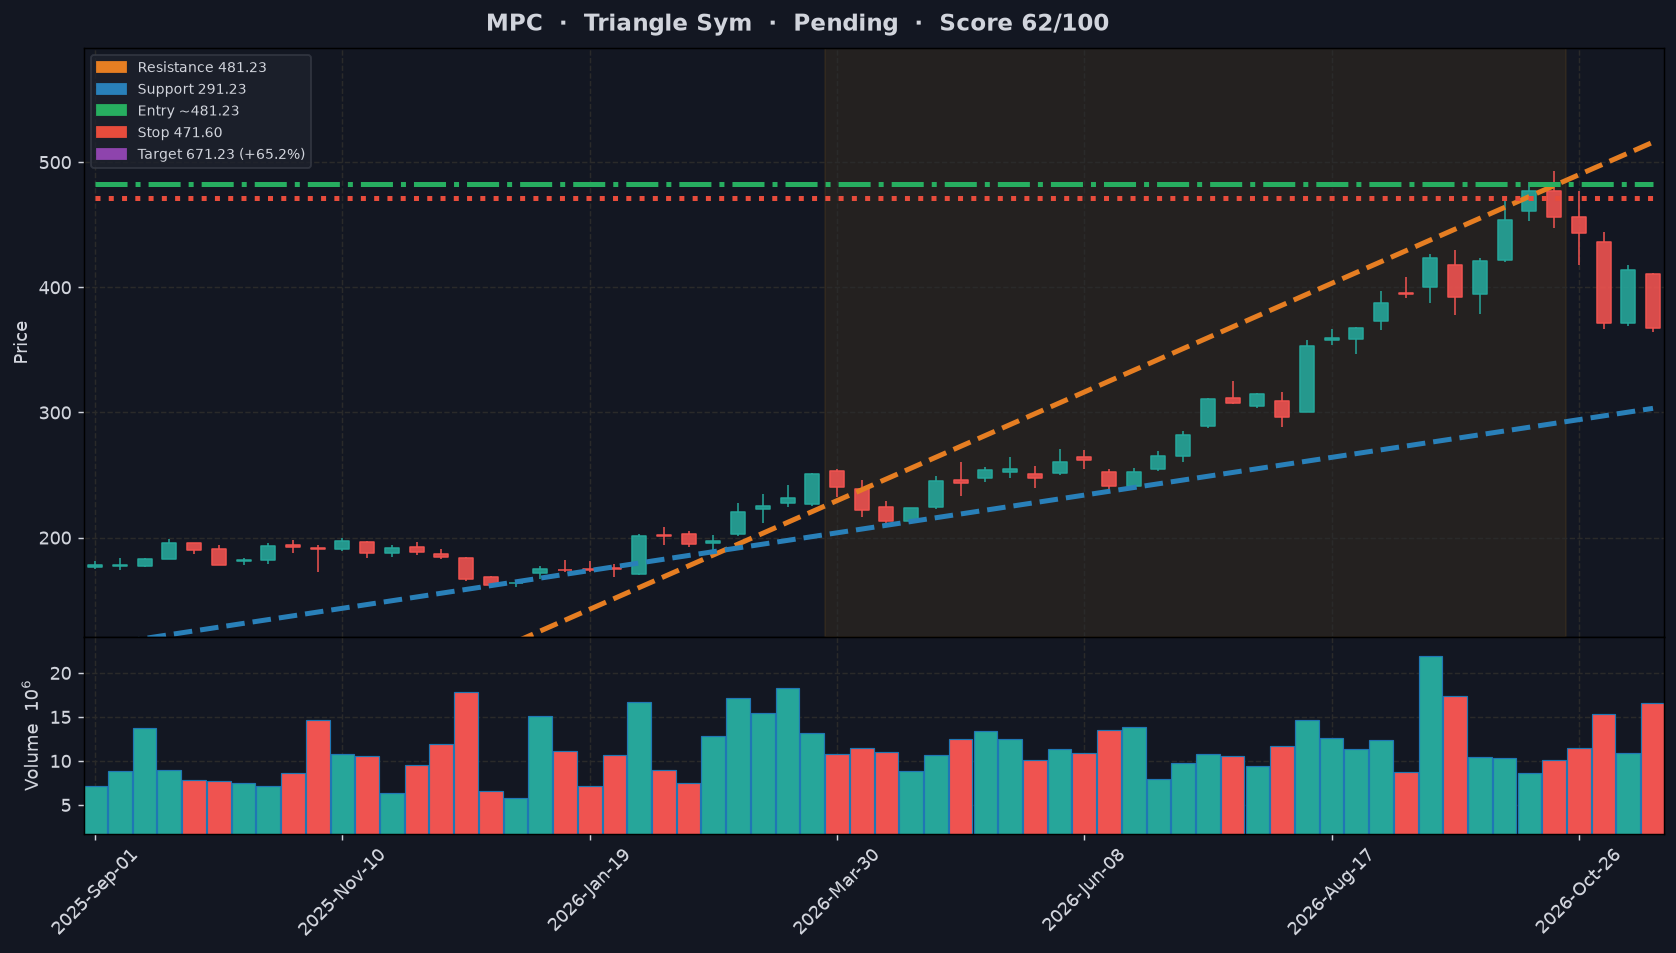 MPC · Triangle Sym · Pending · Score 62/100
Resistance 481.23
Support 291.23
Entry ~481.23
Stop 471.60
Target 671.23 (+65.2%)
Price
500
400
300
200
Volume 10⁶
20
15
10
5
2025-Sep-01
2025-Nov-10
2026-Jan-19
2026-Mar-30
2026-Jun-08
2026-Aug-17
2026-Oct-26